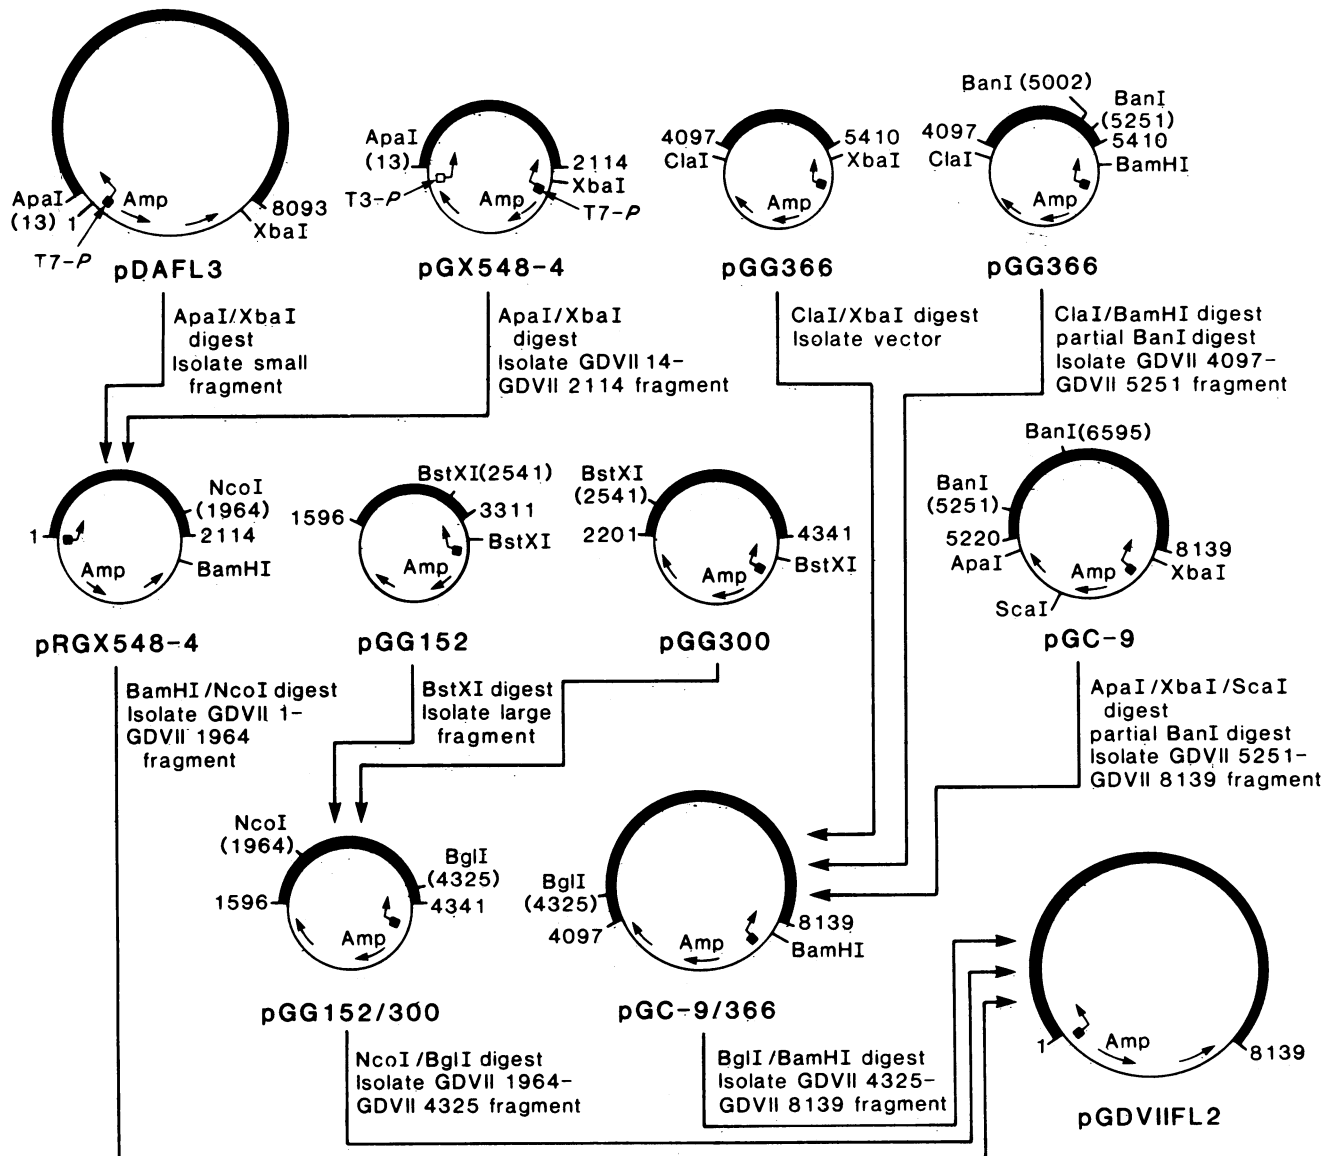 ApaI
(13)
1
T7-P
Amp
8093
XbaI
pDAFL3
ApaI
(13)
T3-P
Amp
2114
XbaI
T7-P
pGX548-4
4097
ClaI
5410
XbaI
Amp
pGG366
BanI (5002)
BanI
(5251)
4097
ClaI
5410
BamHI
Amp
pGG366
ApaI/XbaI
digest
Isolate small
fragment
ApaI/XbaI
digest
Isolate GDVII 14-
GDVII 2114 fragment
ClaI/XbaI digest
Isolate vector
ClaI/BamHI digest
partial BanI digest
Isolate GDVII 4097-
GDVII 5251 fragment
NcoI
(1964)
1
2114
BamHI
Amp
pRGX548-4
BstXI(2541)
1596
3311
BstXI
Amp
pGG152
BstXI
(2541)
2201
4341
BstXI
Amp
pGG300
BanI(6595)
BanI
(5251)
5220
ApaI
8139
XbaI
Amp
ScaI
pGC-9
BamHI/NcoI digest
Isolate GDVII 1-
GDVII 1964
fragment
BstXI digest
Isolate large
fragment
ApaI/XbaI/ScaI
digest
partial BanI digest
Isolate GDVII 5251-
GDVII 8139 fragment
NcoI
(1964)
BglI
(4325)
1596
4341
Amp
pGG152/300
BglI
(4325)
4097
8139
BamHI
Amp
pGC-9/366
1
Amp
8139
pGDVIIFL2
NcoI/BglI digest
Isolate GDVII 1964-
GDVII 4325 fragment
BglI/BamHI digest
Isolate GDVII 4325-
GDVII 8139 fragment